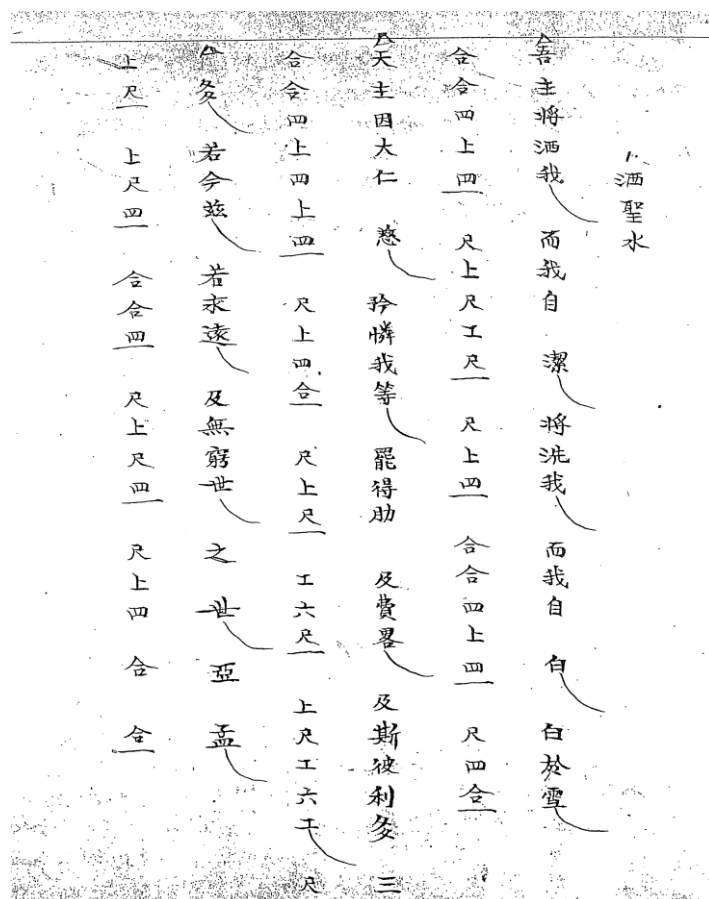 洒聖水
吾主將洒我 而我自 潔 將洗我 而我自 白 白於雪
合合四上四 尺上尺工尺 尺上四 合合四上四 尺四合
天主因大仁 慈 矜憐我等 罷得助 及費畧 及斯彼利多 三
合合四上四上四 尺上四合 尺上尺 工六尺 上尺工六工 尺
多 若今兹 若永遠 及無窮世 之 世 亞 孟
上尺 上尺四 合合四 尺上尺四 尺上四 合 合